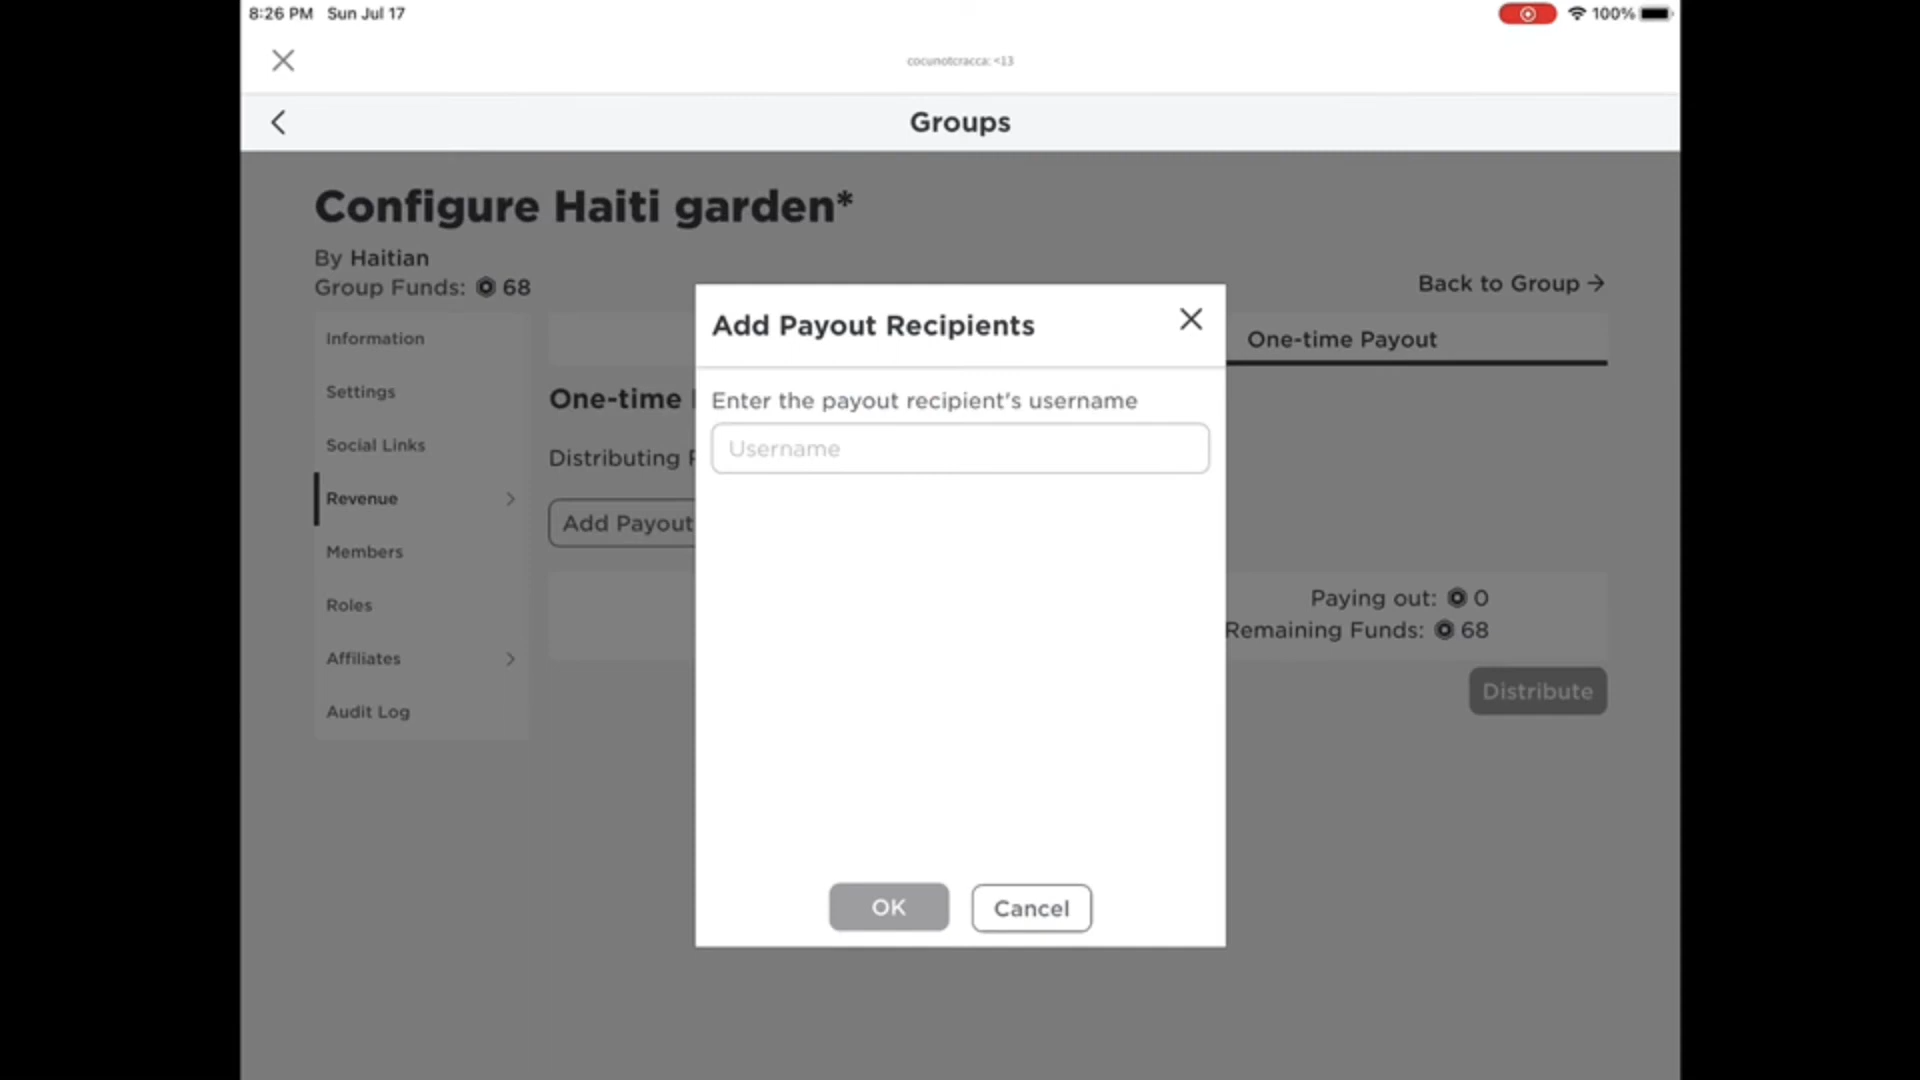 8:26 PM Sun Jul 17
100%
cocunotcracca: <13
Groups
Configure Haiti garden*
By Haitian
Group Funds: 68
Back to Group →
Information
Settings
Social Links
Revenue
Members
Roles
Affiliates
Audit Log
One-time Payout
One-time
Distributing
Add Payout
Add Payout Recipients
Enter the payout recipient's username
Username
OK
Cancel
Paying out: 0
Remaining Funds: 68
Distribute